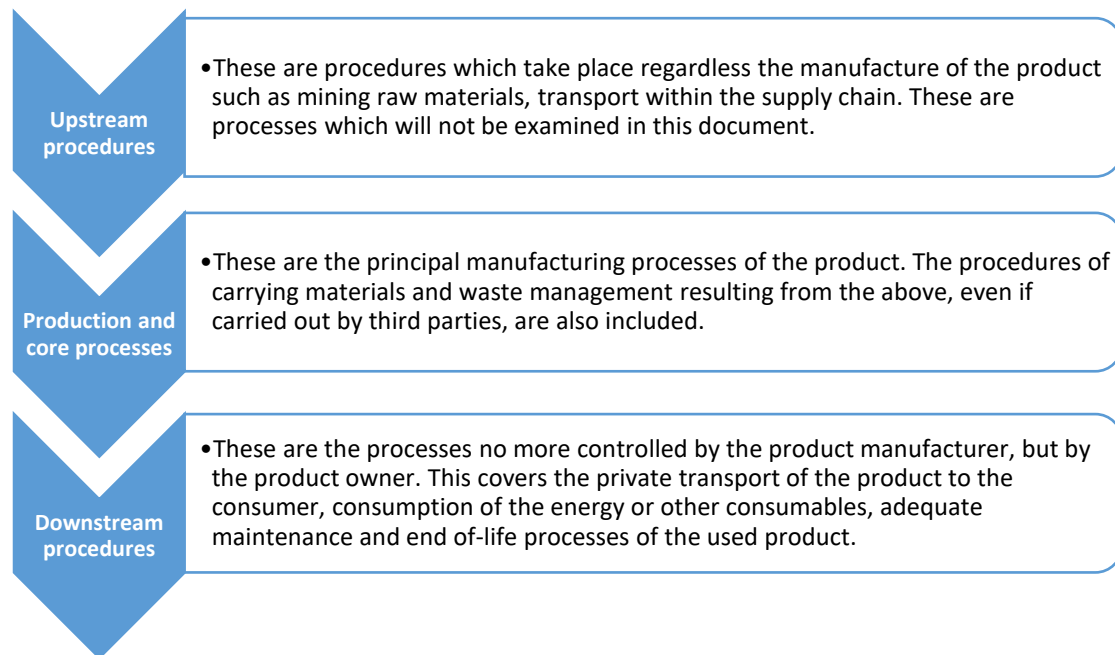 Upstream
procedures
•These are procedures which take place regardless the manufacture of the product
such as mining raw materials, transport within the supply chain. These are
processes which will not be examined in this document.
Production and
core processes
•These are the principal manufacturing processes of the product. The procedures of
carrying materials and waste management resulting from the above, even if
carried out by third parties, are also included.
Downstream
procedures
•These are the processes no more controlled by the product manufacturer, but by
the product owner. This covers the private transport of the product to the
consumer, consumption of the energy or other consumables, adequate
maintenance and end of-life processes of the used product.